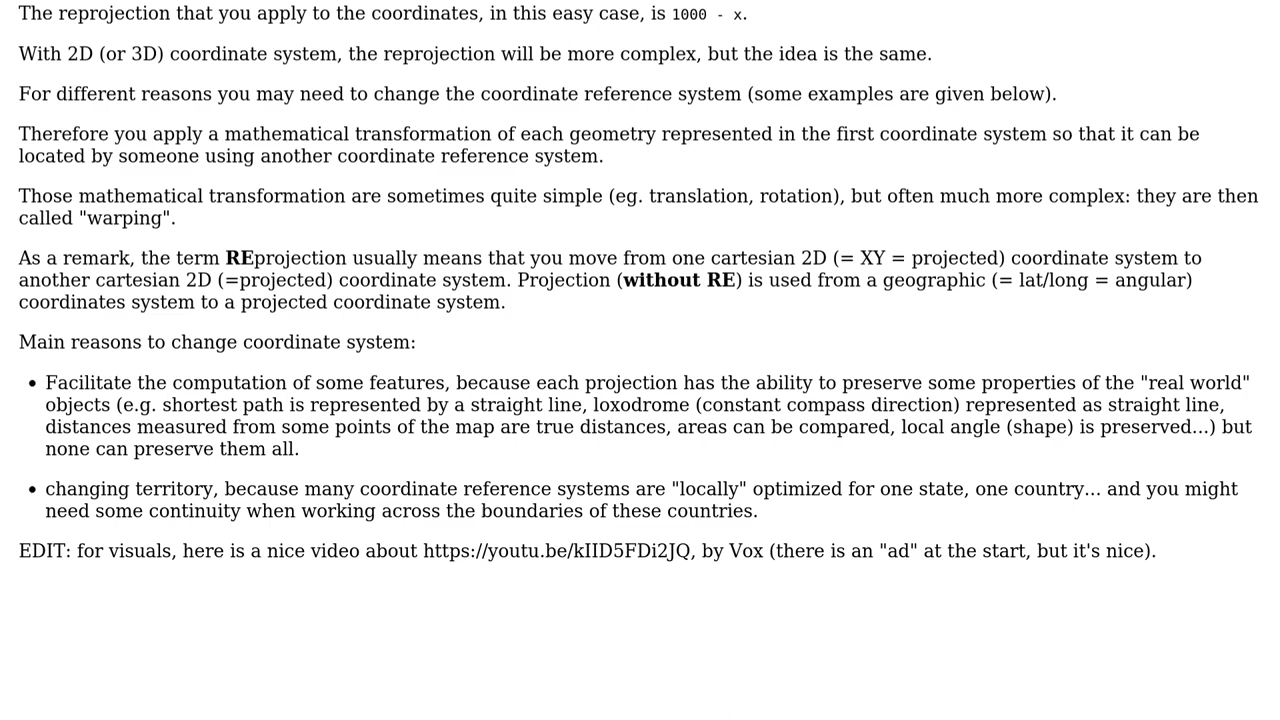 The reprojection that you apply to the coordinates, in this easy case, is 1000 - x.
With 2D (or 3D) coordinate system, the reprojection will be more complex, but the idea is the same.
For different reasons you may need to change the coordinate reference system (some examples are given below).
Therefore you apply a mathematical transformation of each geometry represented in the first coordinate system so that it can be
located by someone using another coordinate reference system.
Those mathematical transformation are sometimes quite simple (eg. translation, rotation), but often much more complex: they are then
called "warping".
As a remark, the term REprojection usually means that you move from one cartesian 2D (= XY = projected) coordinate system to
another cartesian 2D (=projected) coordinate system. Projection (without RE) is used from a geographic (= lat/long = angular)
coordinates system to a projected coordinate system.
Main reasons to change coordinate system:
• Facilitate the computation of some features, because each projection has the ability to preserve some properties of the "real world"
objects (e.g. shortest path is represented by a straight line, loxodrome (constant compass direction) represented as straight line,
distances measured from some points of the map are true distances, areas can be compared, local angle (shape) is preserved...) but
none can preserve them all.
• changing territory, because many coordinate reference systems are "locally" optimized for one state, one country... and you might
need some continuity when working across the boundaries of these countries.
EDIT: for visuals, here is a nice video about https://youtu.be/kIID5FDi2JQ, by Vox (there is an "ad" at the start, but it's nice).